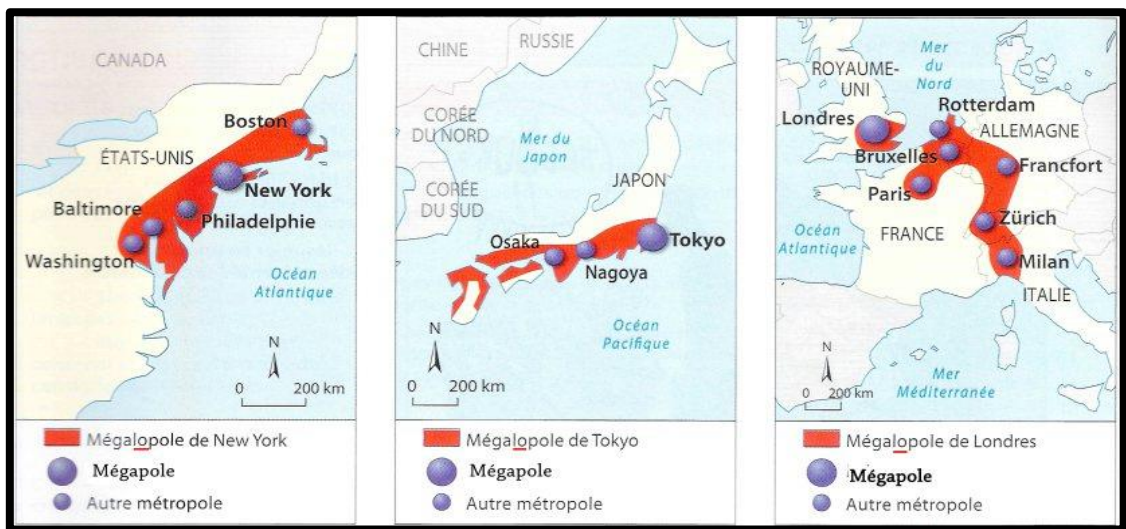 CANADA
Boston
ÉTATS-UNIS
New York
Baltimore
Philadelphie
Washington
Océan
Atlantique
N
0 200 km
Mégalopole de New York
Mégapole
Autre métropole
CHINE
RUSSIE
CORÉE
DU NORD
Mer du
Japon
CORÉE
DU SUD
JAPON
Osaka
Tokyo
Nagoya
Océan
Pacifique
N
0 200 km
Mégalopole de Tokyo
Mégapole
Autre métropole
Mer
du
Nord
ROYAUME-
UNI
Rotterdam
Londres
ALLEMAGNE
Bruxelles
Francfort
Paris
Zürich
Océan
Atlantique
FRANCE
Milan
ITALIE
N
0 200 km
Mer
Méditerranée
Mégalopole de Londres
Mégapole
Autre métropole